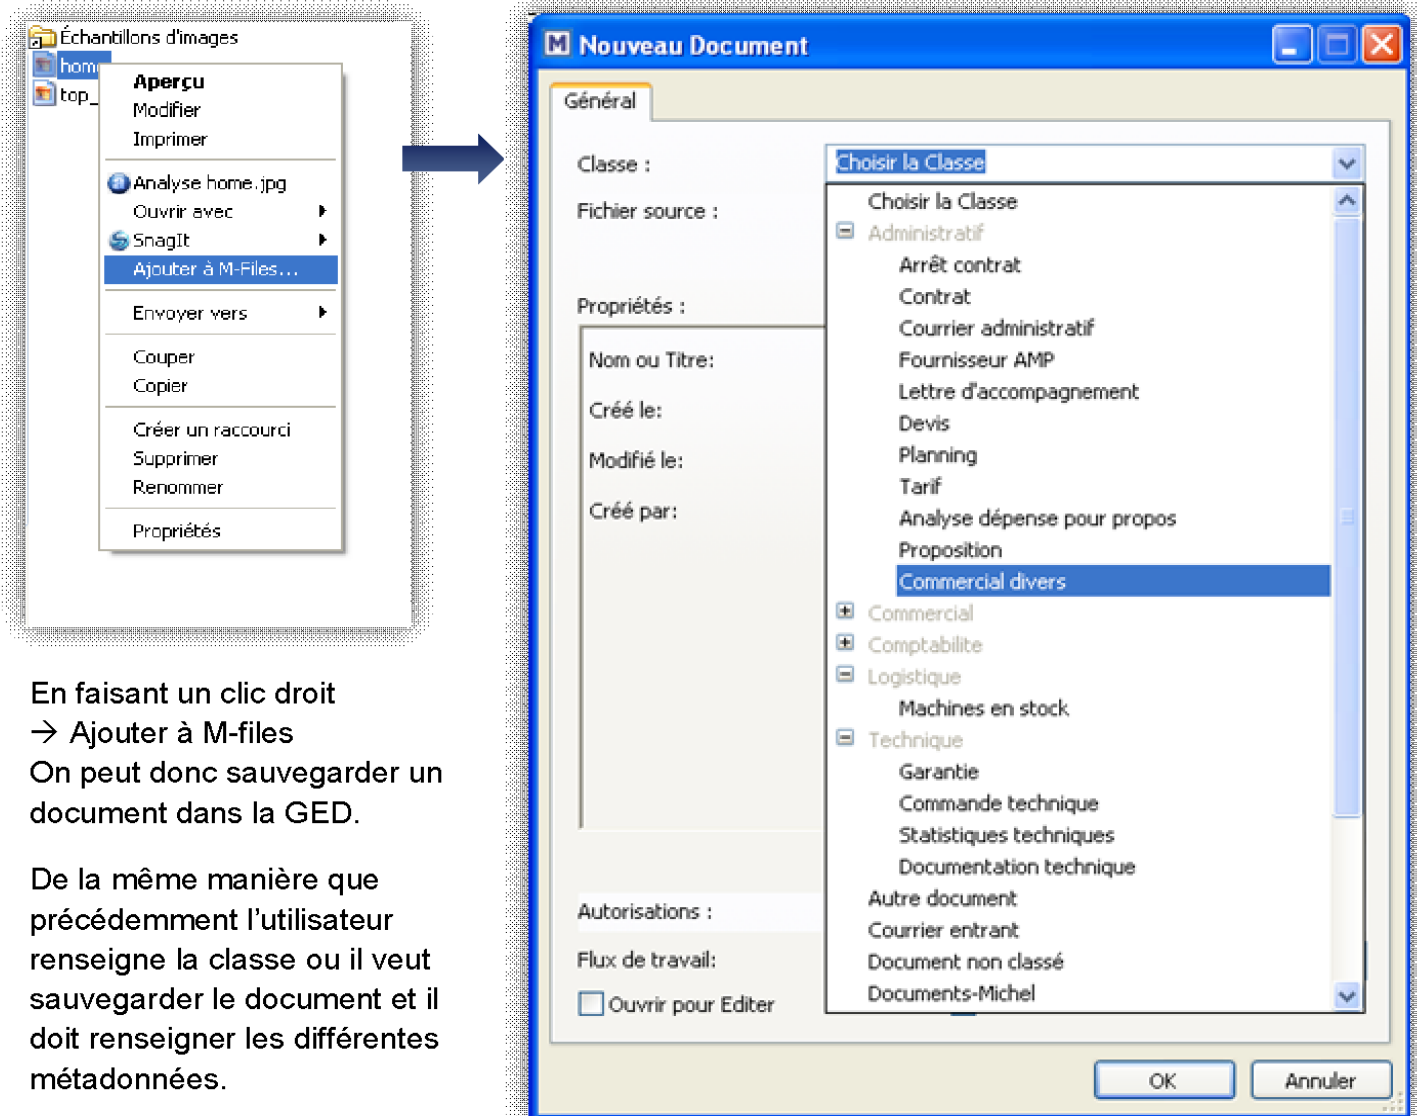 Échantillons d'images
home
top_
Aperçu
Modifier
Imprimer
Analyse home.jpg
Ouvrir avec
SnagIt
Ajouter à M-Files...
Envoyer vers
Couper
Copier
Créer un raccourci
Supprimer
Renommer
Propriétés
En faisant un clic droit
→ Ajouter à M-files
On peut donc sauvegarder un
document dans la GED.
De la même manière que
précédemment l'utilisateur
renseigne la classe ou il veut
sauvegarder le document et il
doit renseigner les différentes
métadonnées.
M Nouveau Document
Général
Classe :
Choisir la Classe
Fichier source :
Propriétés :
Nom ou Titre:
Créé le:
Modifié le:
Créé par:
Autorisations :
Flux de travail:
Ouvrir pour Editer
Choisir la Classe
Administratif
Arrêt contrat
Contrat
Courrier administratif
Fournisseur AMP
Lettre d'accompagnement
Devis
Planning
Tarif
Analyse dépense pour propos
Proposition
Commercial divers
Commercial
Comptabilite
Logistique
Machines en stock
Technique
Garantie
Commande technique
Statistiques techniques
Documentation technique
Autre document
Courrier entrant
Document non classé
Documents-Michel
OK
Annuler